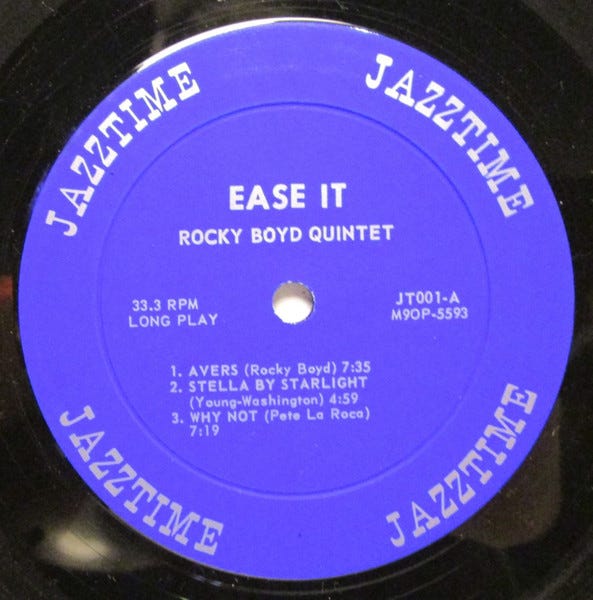 JAZZTIME
JAZZTIME
EASE IT
ROCKY BOYD QUINTET
33.3 RPM
LONG PLAY
JT001-A
M9OP-5593
1. AVERS (Rocky Boyd) 7:35
2. STELLA BY STARLIGHT
(Young-Washington) 4:59
3. WHY NOT (Pete La Roca)
7:19
JAZZTIME
JAZZTIME